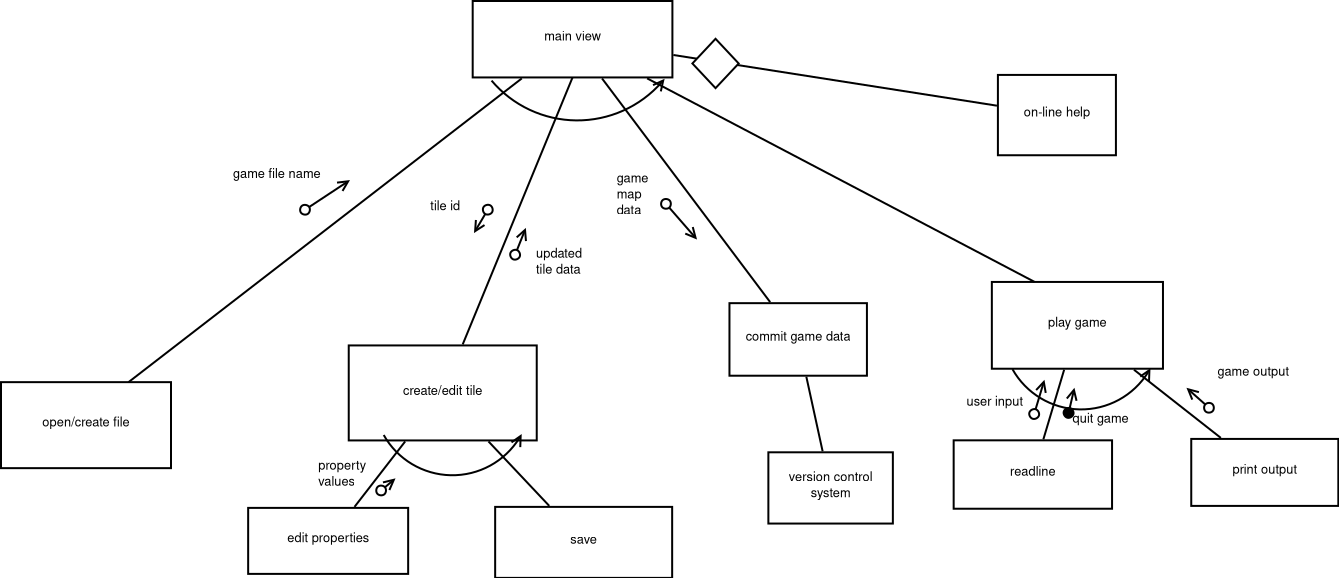 main view
on-line help
game file name
tile id
game
map
data
updated
tile data
play game
commit game data
create/edit tile
open/create file
game output
user input
quit game
property
values
version control
system
readline
print output
edit properties
save